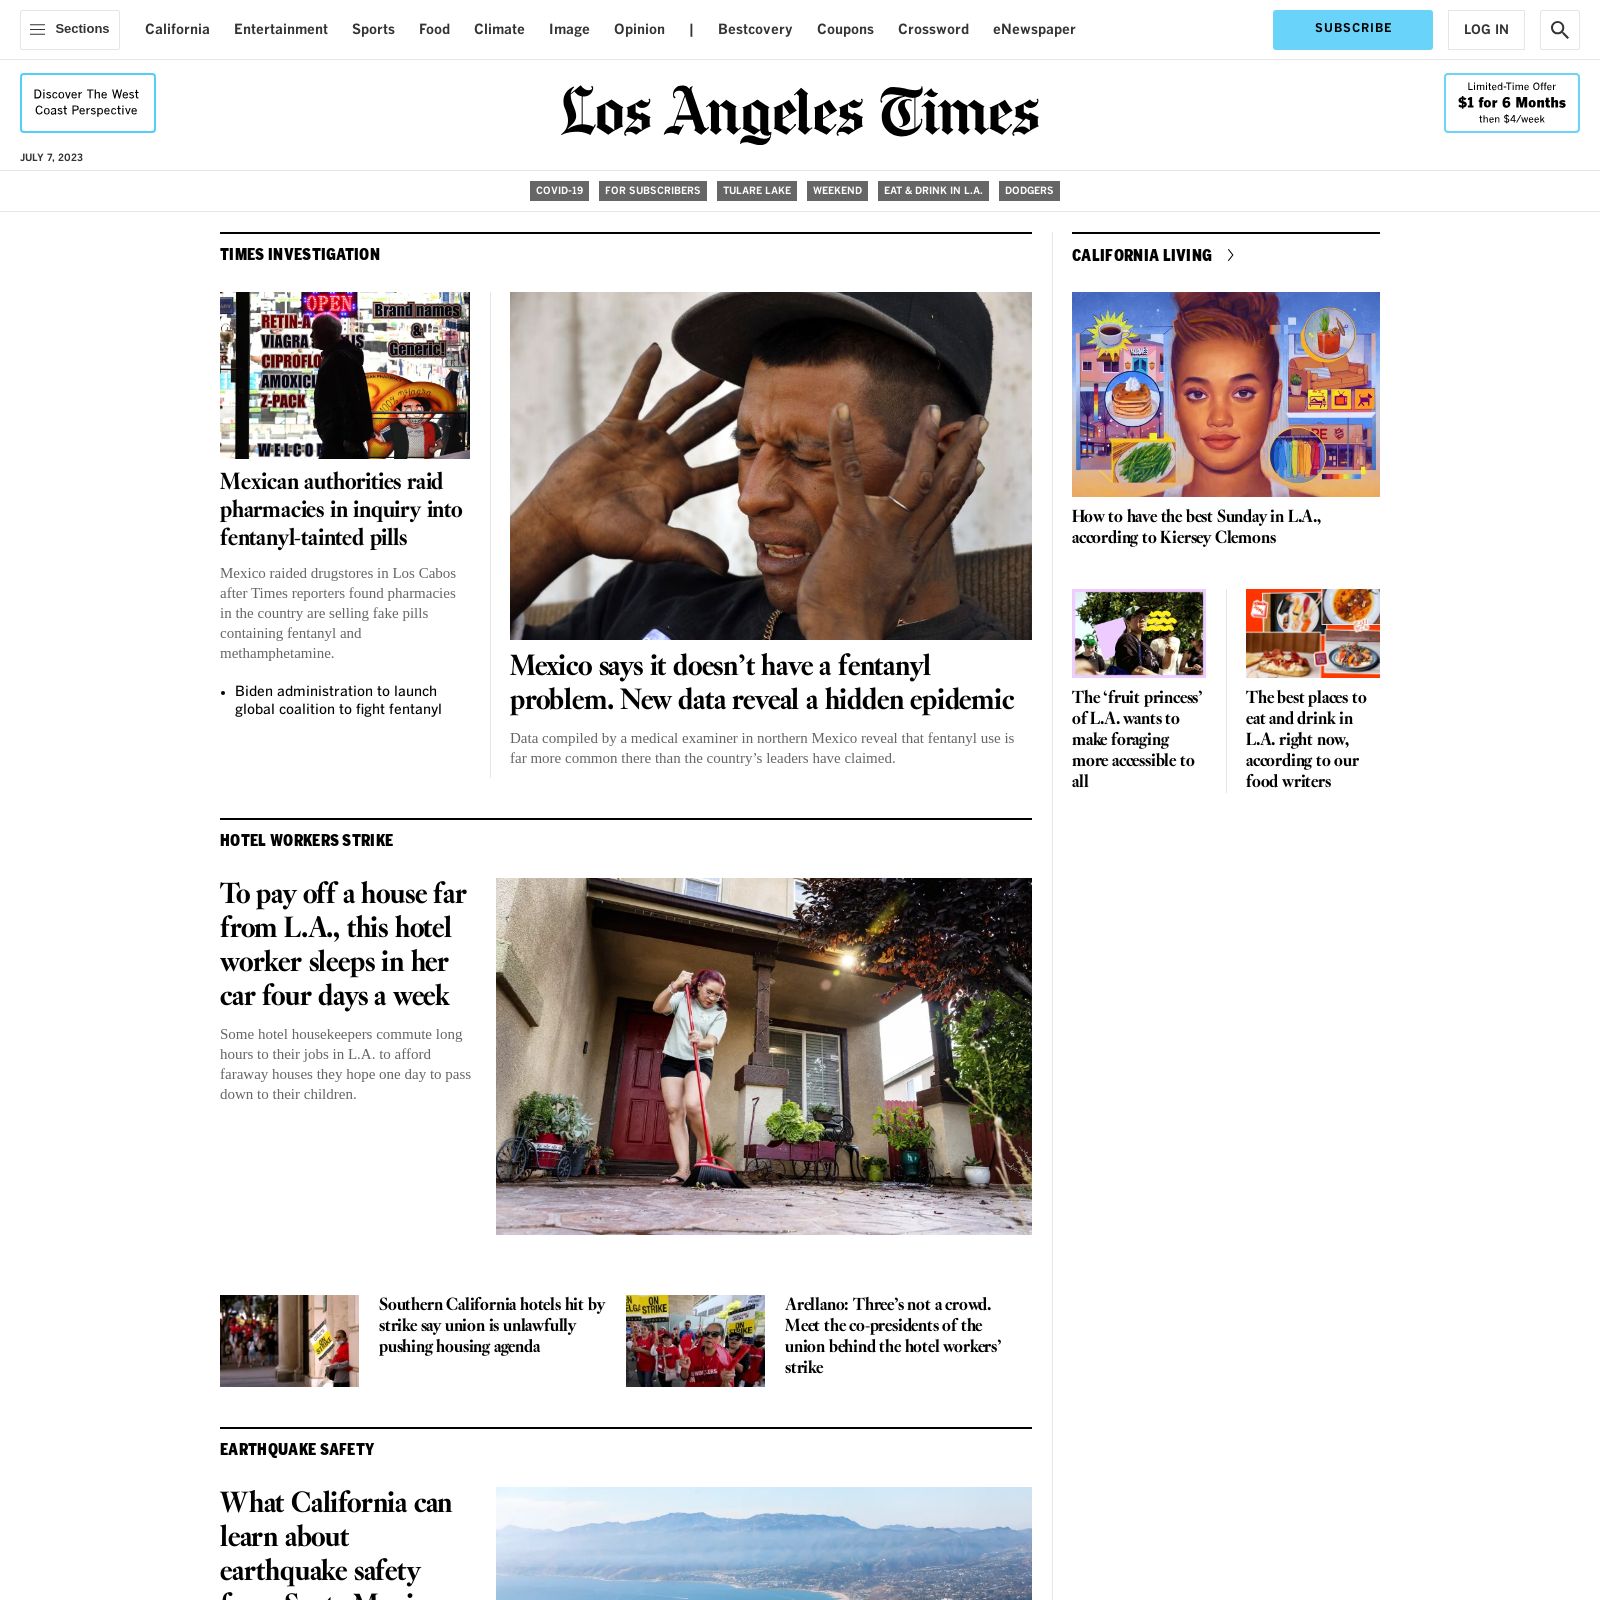 Sections
California
Entertainment
Sports
Food
Climate
Image
Opinion
|
Bestcovery
Coupons
Crossword
eNewspaper
SUBSCRIBE
LOG IN
Discover The West
Coast Perspective
Los Angeles Times
Limited-Time Offer
$1 for 6 Months
then $4/week
JULY 7, 2023
COVID-19
FOR SUBSCRIBERS
TULARE LAKE
WEEKEND
EAT & DRINK IN L.A.
DODGERS
TIMES INVESTIGATION
OPEN
Brand names
&
Generic!
RETIN-A
VIAGRA
CIPROFLO
AMOXICI
Z-PACK
WELCO
Mexican authorities raid
pharmacies in inquiry into
fentanyl-tainted pills
Mexico raided drugstores in Los Cabos
after Times reporters found pharmacies
in the country are selling fake pills
containing fentanyl and
methamphetamine.
• Biden administration to launch
global coalition to fight fentanyl
Mexico says it doesn’t have a fentanyl
problem. New data reveal a hidden epidemic
Data compiled by a medical examiner in northern Mexico reveal that fentanyl use is
far more common there than the country’s leaders have claimed.
CALIFORNIA LIVING
How to have the best Sunday in L.A.,
according to Kiersey Clemons
The ‘fruit princess’
of L.A. wants to
make foraging
more accessible to
all
The best places to
eat and drink in
L.A. right now,
according to our
food writers
HOTEL WORKERS STRIKE
To pay off a house far
from L.A., this hotel
worker sleeps in her
car four days a week
Some hotel housekeepers commute long
hours to their jobs in L.A. to afford
faraway houses they hope one day to pass
down to their children.
ON
STRIKE
Southern California hotels hit by
strike say union is unlawfully
pushing housing agenda
ON
STRIKE
ON
STRIKE
Arellano: Three’s not a crowd.
Meet the co-presidents of the
union behind the hotel workers’
strike
EARTHQUAKE SAFETY
What California can
learn about
earthquake safety